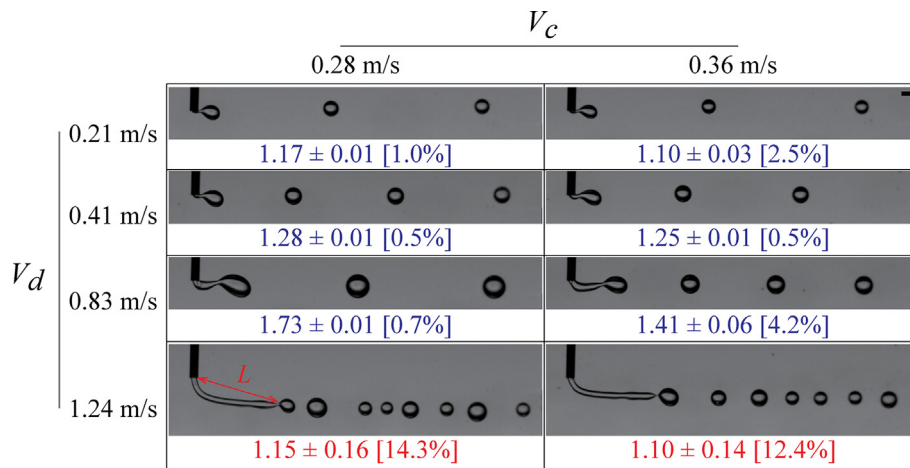 V_c
0.28 m/s 0.36 m/s
0.21 m/s
1.17 ± 0.01 [1.0%] 1.10 ± 0.03 [2.5%]
0.41 m/s
1.28 ± 0.01 [0.5%] 1.25 ± 0.01 [0.5%]
V_d
0.83 m/s
1.73 ± 0.01 [0.7%] 1.41 ± 0.06 [4.2%]
L
1.24 m/s
1.15 ± 0.16 [14.3%] 1.10 ± 0.14 [12.4%]